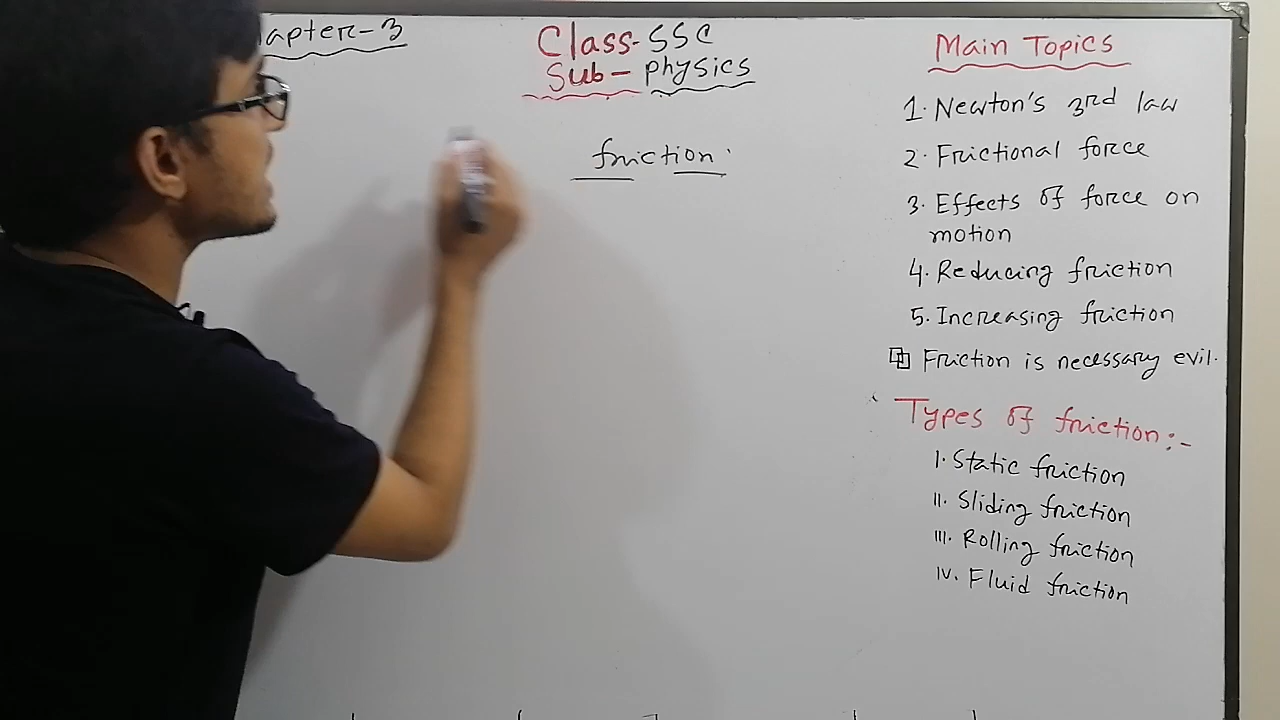 apter-3
Class-SSC
Sub- physics
friction
Main Topics
1. Newton's 3rd law
2. Frictional force
3. Effects of force on
motion
4. Reducing friction
5. Increasing friction
Friction is necessary evil.
Types of friction:-
I. Static friction
II. Sliding friction
III. Rolling friction
IV. Fluid friction